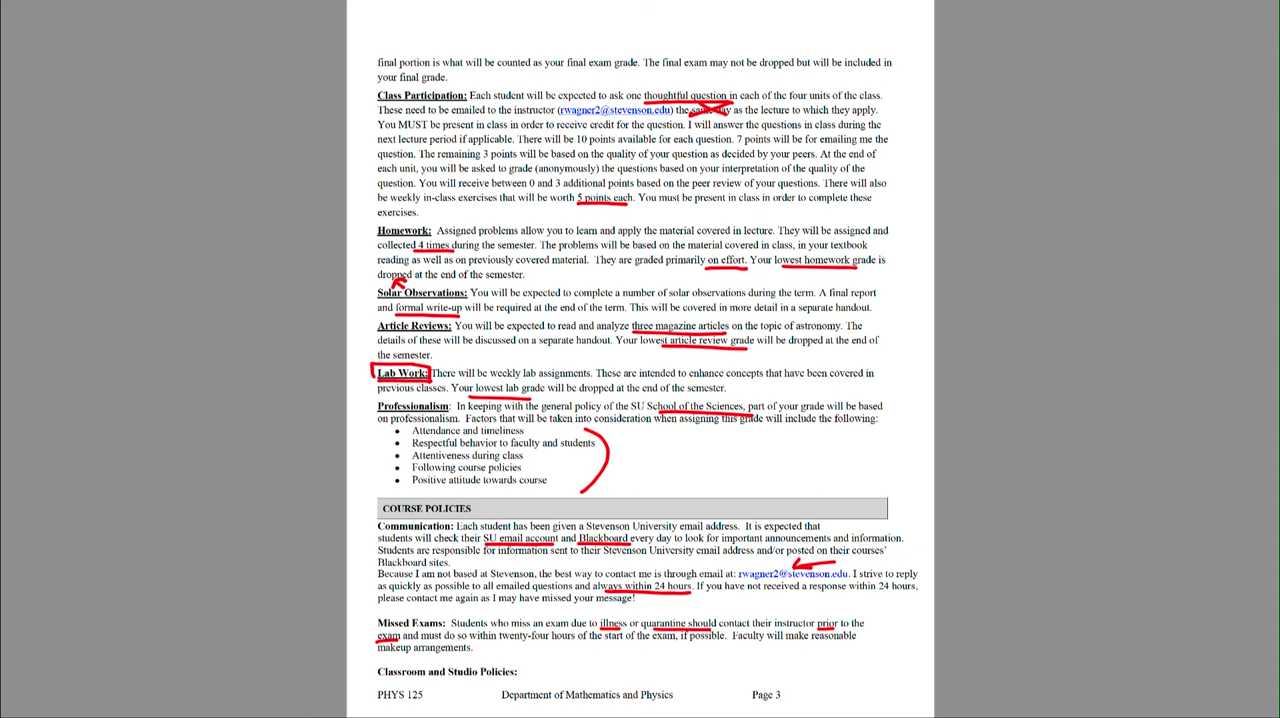 final portion is what will be counted as your final exam grade. The final exam may not be dropped but will be included in
your final grade.
Class Participation: Each student will be expected to ask one thoughtful question in each of the four units of the class.
These need to be emailed to the instructor (rwagner2@stevenson.edu) the same day as the lecture to which they apply.
You MUST be present in class in order to receive credit for the question. I will answer the questions in class during the
next lecture period if applicable. There will be 10 points available for each question. 7 points will be for emailing me the
question. The remaining 3 points will be based on the quality of your question as decided by your peers. At the end of
each unit, you will be asked to grade (anonymously) the questions based on your interpretation of the quality of the
question. You will receive between 0 and 3 additional points based on the peer review of your questions. There will also
be weekly in-class exercises that will be worth 5 points each. You must be present in class in order to complete these
exercises.
Homework: Assigned problems allow you to learn and apply the material covered in lecture. They will be assigned and
collected 4 times during the semester. The problems will be based on the material covered in class, in your textbook
reading as well as on previously covered material. They are graded primarily on effort. Your lowest homework grade is
dropped at the end of the semester.
Solar Observations: You will be expected to complete a number of solar observations during the term. A final report
and formal write-up will be required at the end of the term. This will be covered in more detail in a separate handout.
Article Reviews: You will be expected to read and analyze three magazine articles on the topic of astronomy. The
details of these will be discussed on a separate handout. Your lowest article review grade will be dropped at the end of
the semester.
Lab Work: There will be weekly lab assignments. These are intended to enhance concepts that have been covered in
previous classes. Your lowest lab grade will be dropped at the end of the semester.
Professionalism: In keeping with the general policy of the SU School of the Sciences, part of your grade will be based
on professionalism. Factors that will be taken into consideration when assigning this grade will include the following:
• Attendance and timeliness
• Respectful behavior to faculty and students
• Attentiveness during class
• Following course policies
• Positive attitude towards course
COURSE POLICIES
Communication: Each student has been given a Stevenson University email address. It is expected that
students will check their SU email account and Blackboard every day to look for important announcements and information.
Students are responsible for information sent to their Stevenson University email address and/or posted on their courses'
Blackboard sites.
Because I am not based at Stevenson, the best way to contact me is through email at: rwagner2@stevenson.edu. I strive to reply
as quickly as possible to all emailed questions and always within 24 hours. If you have not received a response within 24 hours,
please contact me again as I may have missed your message!
Missed Exams: Students who miss an exam due to illness or quarantine should contact their instructor prior to the
exam and must do so within twenty-four hours of the start of the exam, if possible. Faculty will make reasonable
makeup arrangements.
Classroom and Studio Policies:
PHYS 125 Department of Mathematics and Physics Page 3